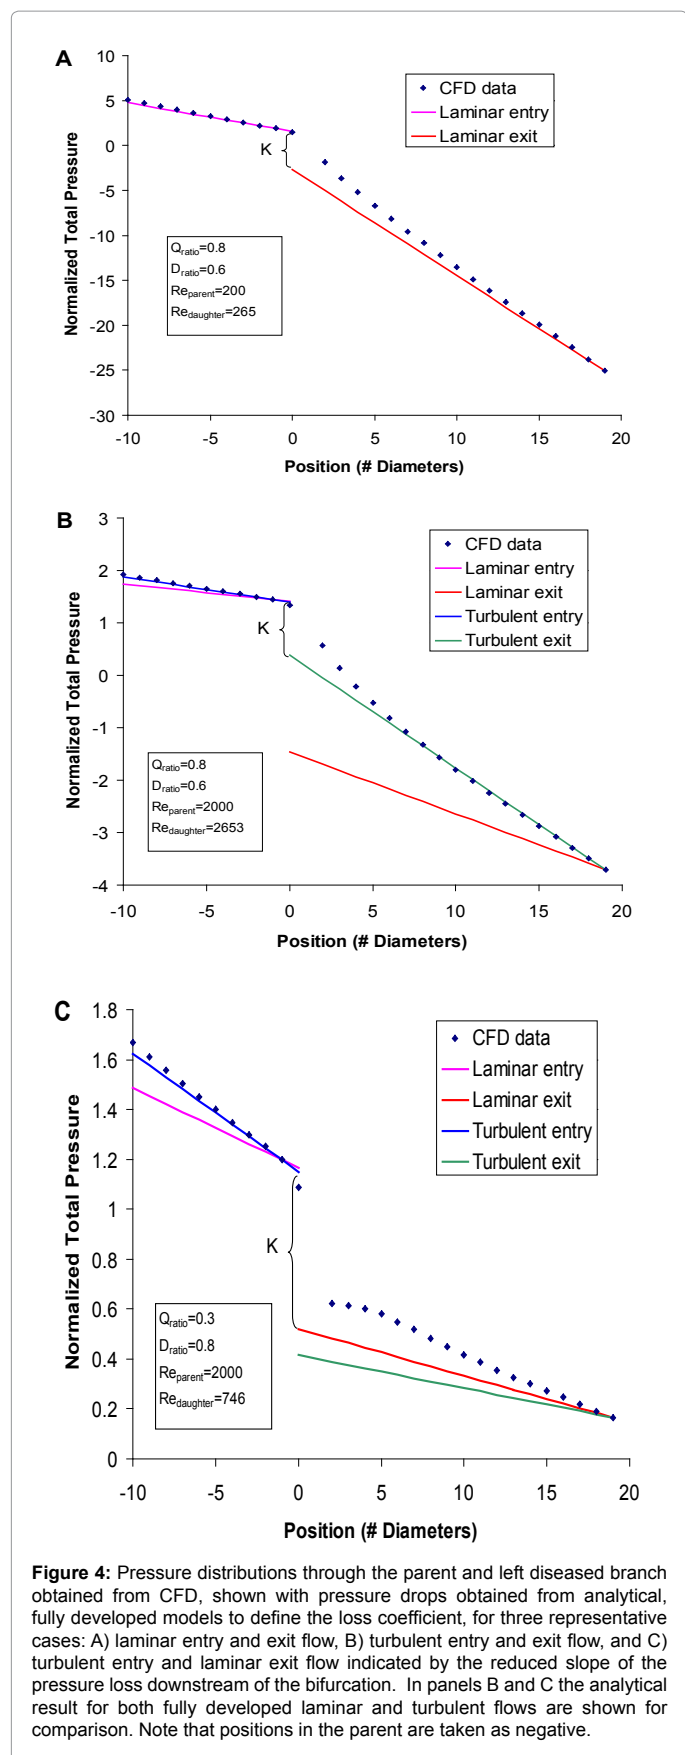 A
10
5
0
-5
-10
-15
-20
-25
-30
Normalized Total Pressure
CFD data
Laminar entry
Laminar exit
K
Qratio=0.8
Dratio=0.6
Reparent=200
Redaughter=265
-10 -5 0 5 10 15 20
Position (# Diameters)
B
3
2
1
0
-1
-2
-3
-4
Normalized Total Pressure
CFD data
Laminar entry
Laminar exit
Turbulent entry
Turbulent exit
K
Qratio=0.8
Dratio=0.6
Reparent=2000
Redaughter=2653
-10 -5 0 5 10 15 20
Position (# Diameters)
C
1.8
1.6
1.4
1.2
1
0.8
0.6
0.4
0.2
0
Normalized Total Pressure
CFD data
Laminar entry
Laminar exit
Turbulent entry
Turbulent exit
K
Qratio=0.3
Dratio=0.8
Reparent=2000
Redaughter=746
-10 -5 0 5 10 15 20
Position (# Diameters)
Figure 4: Pressure distributions through the parent and left diseased branch
obtained from CFD, shown with pressure drops obtained from analytical,
fully developed models to define the loss coefficient, for three representative
cases: A) laminar entry and exit flow, B) turbulent entry and exit flow, and C)
turbulent entry and laminar exit flow indicated by the reduced slope of the
pressure loss downstream of the bifurcation. In panels B and C the analytical
result for both fully developed laminar and turbulent flows are shown for
comparison. Note that positions in the parent are taken as negative.